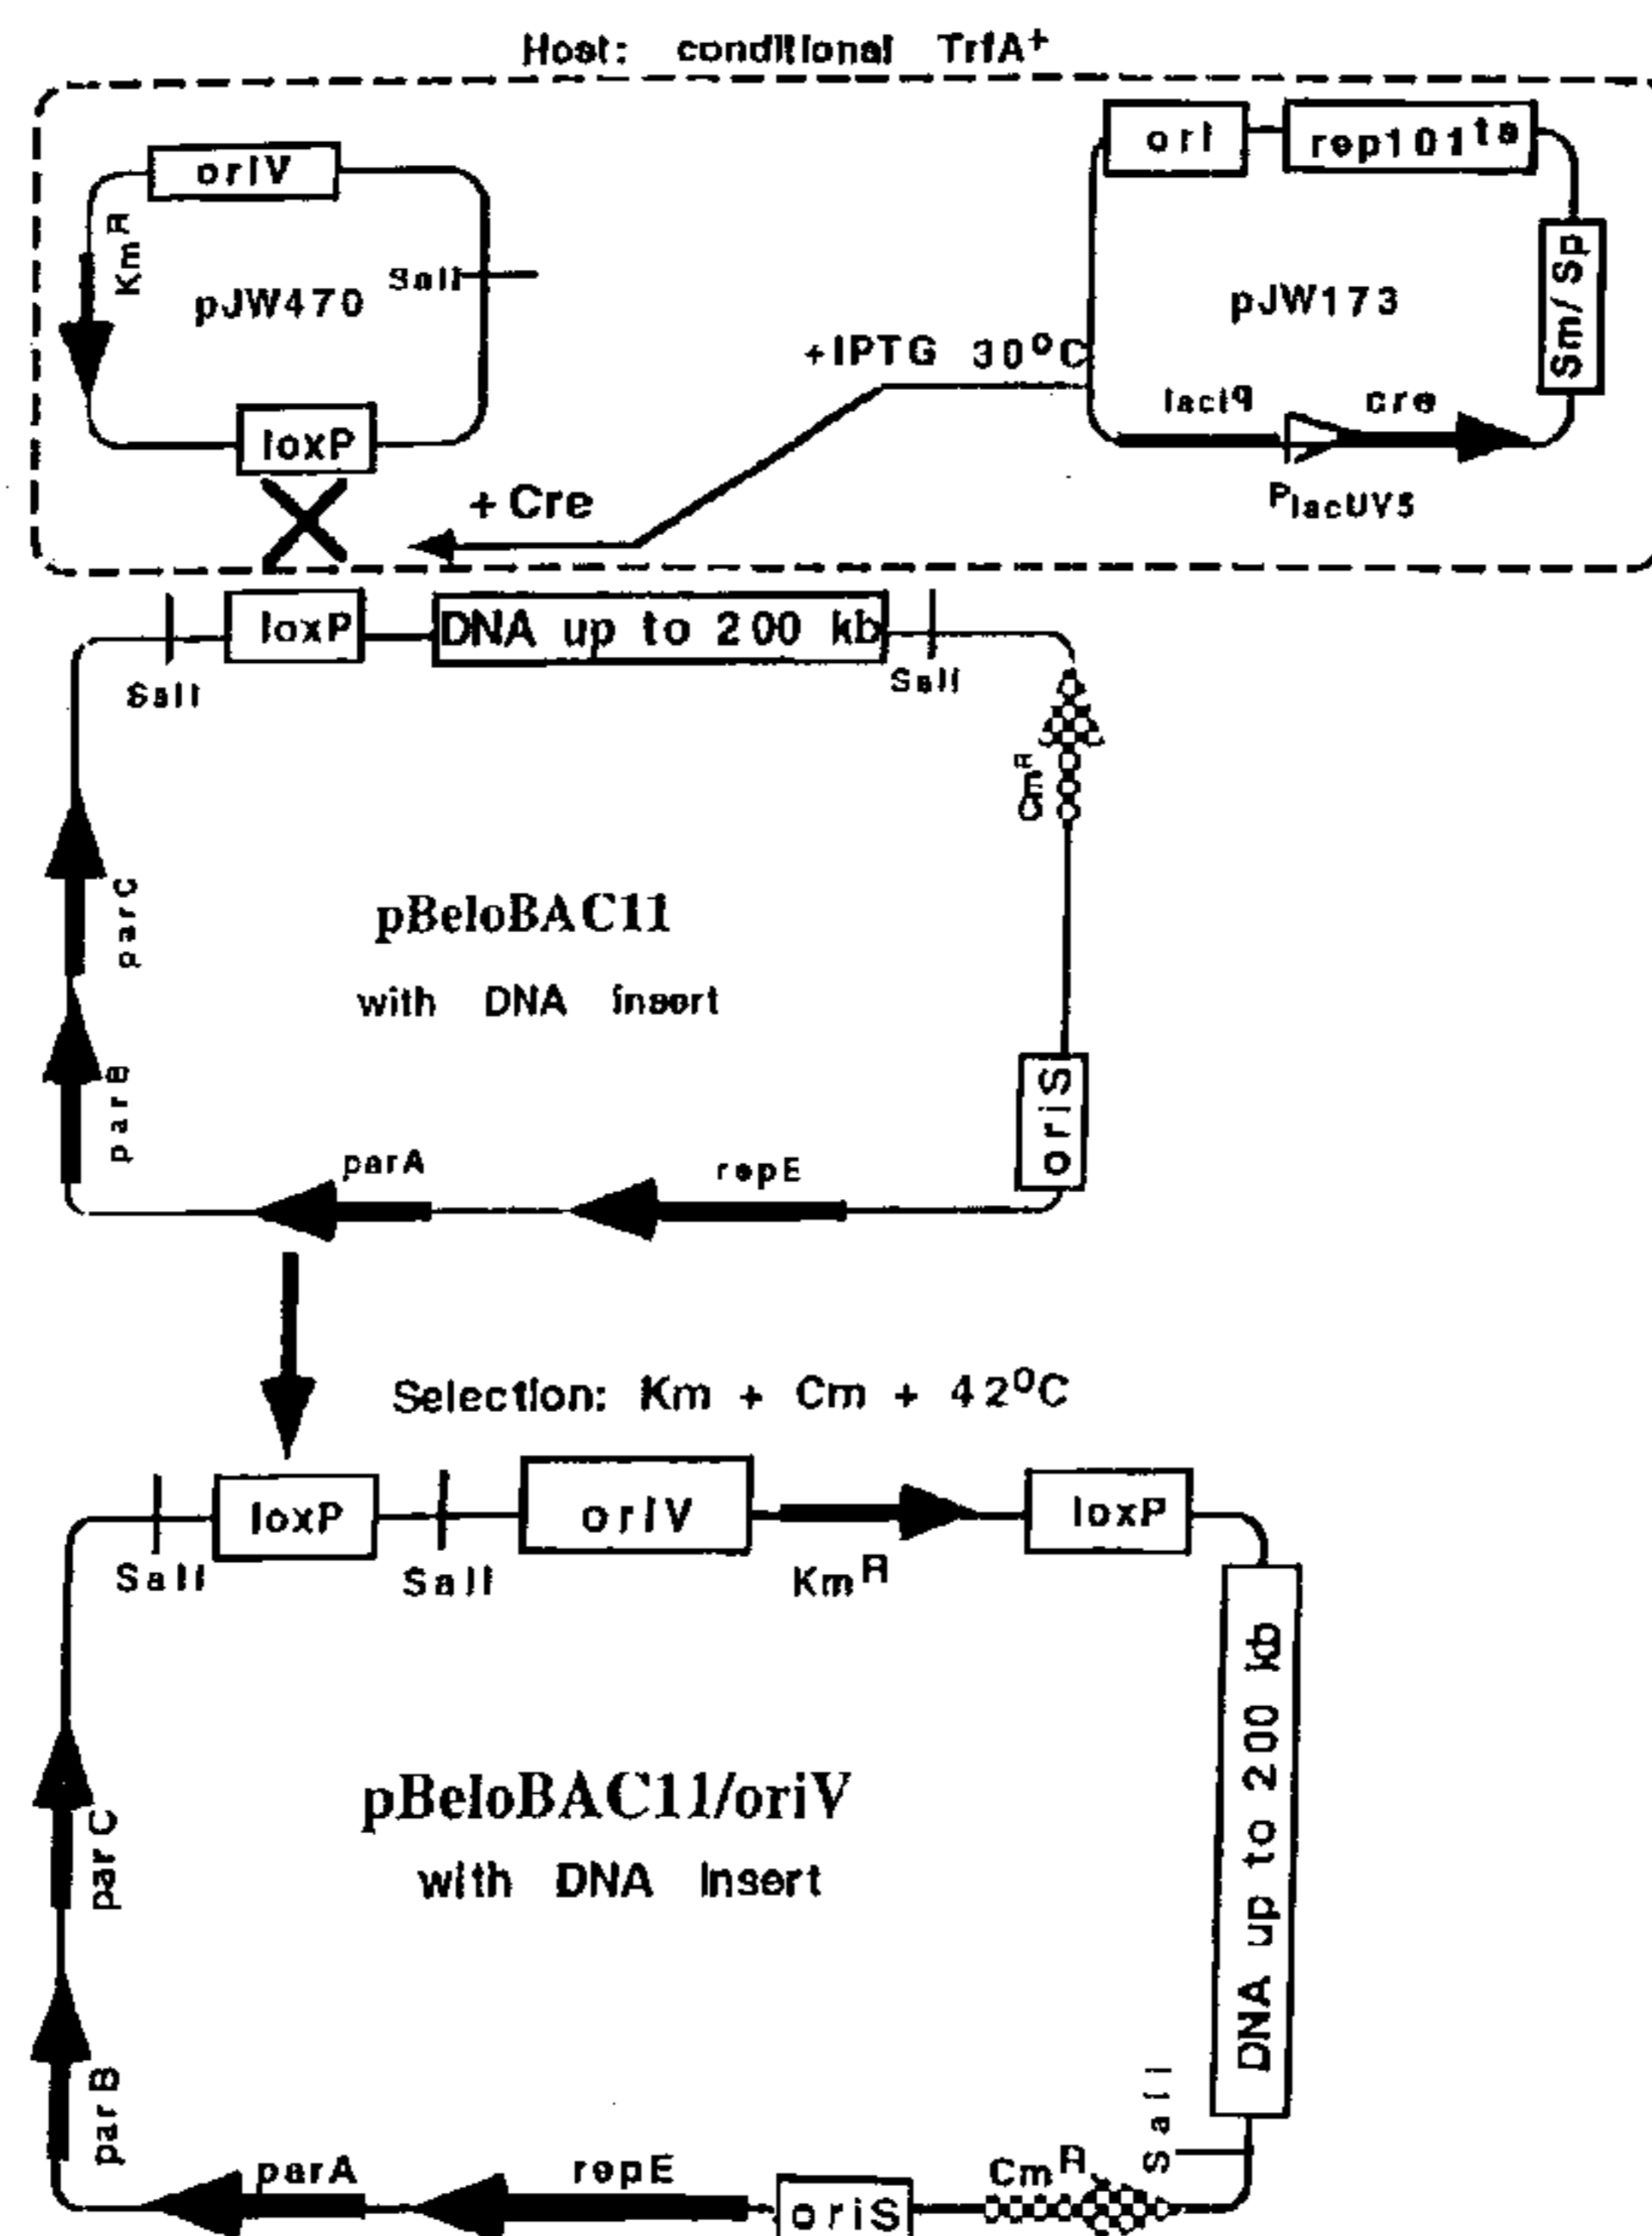 Host: conditional TrfA+
oriV
ori
rep101ts
KmR
SalI
pJW470
pJW173
Sm/Sp
+IPTG 30°C
lacIq
cre
loxP
+Cre
PlacUV5
loxP
DNA up to 200 kb
SalI
SalI
CmR
parC
pBeloBAC11
with DNA insert
parB
oriS
parA
repE
Selection: Km + Cm + 42°C
loxP
oriV
loxP
SalI
SalI
KmR
DNA up to 200 kb
pBeloBAC11/oriV
with DNA Insert
parC
parB
SalI
parA
repE
CmR
oriS